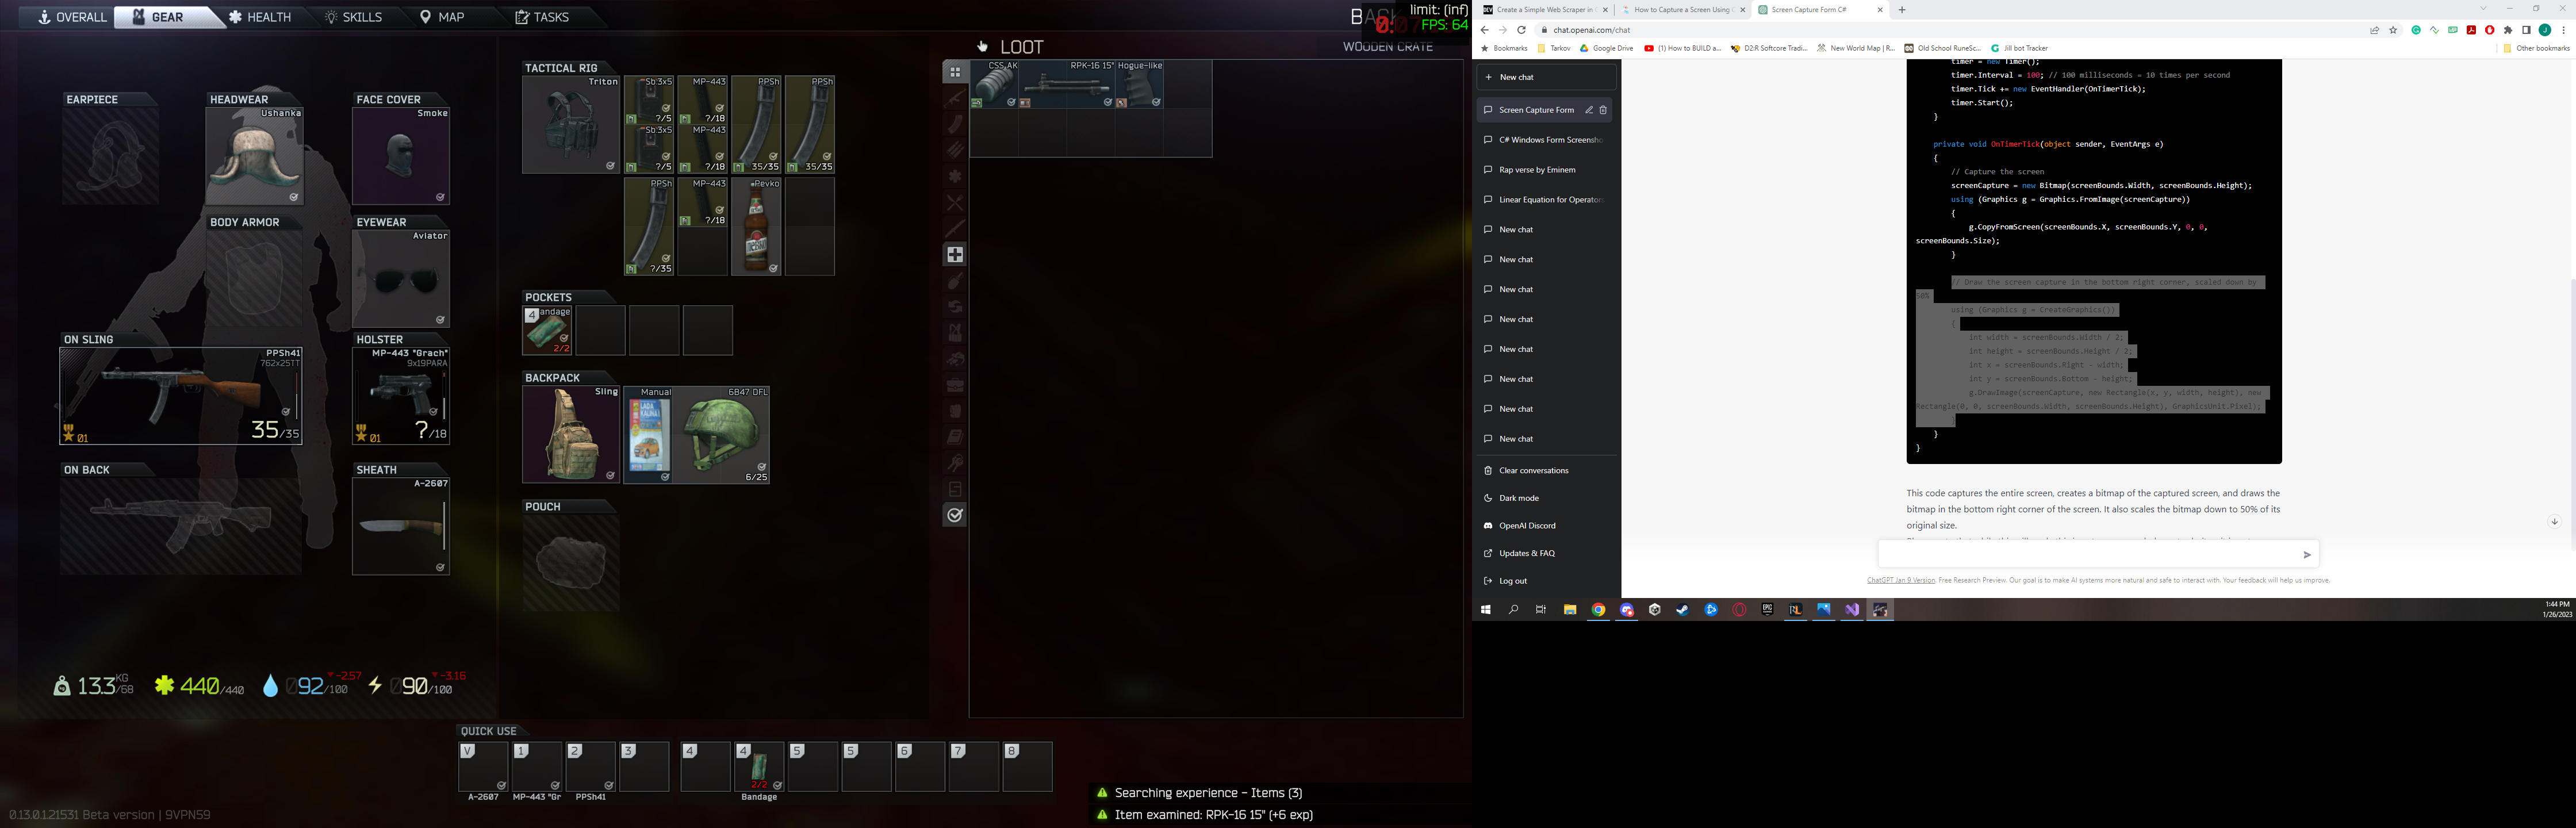 OVERALL
GEAR
HEALTH
SKILLS
MAP
TASKS
limit: (inf)
FPS: 64
LOOT
WOODEN CRATE
EARPIECE
HEADWEAR
Ushanka
FACE COVER
Smoke
BODY ARMOR
EYEWEAR
Aviator
ON SLING
PPSh41
762x25TT
01
35/35
HOLSTER
MP-443 "Grach"
9x19PARA
01
?/18
ON BACK
SHEATH
A-2607
13.3 KG/68
440/440
092/100
-2.57
090/100
-3.16
TACTICAL RIG
Triton
Sb.3x5
?/5
MP-443
?/18
PPSh
35/35
PPSh
35/35
Sb.3x5
?/5
MP-443
?/18
PPSh
?/35
MP-443
?/18
Pevko
POCKETS
4
andage
2/2
BACKPACK
Sling
Manual
LADA KALINA
6B47 DFL
6/25
POUCH
CSS AK
RPK-16 15"
Hogue-like
QUICK USE
V
1
2
3
4
4
5
5
6
7
8
2/2
A-2607
MP-443 "Gr
PPSh41
Bandage
Searching experience - Items (3)
Item examined: RPK-16 15" (+6 exp)
0.13.0.1.21531 Beta version | 9VPN59
Create a Simple Web Scraper in
How to Capture a Screen Using
Screen Capture Form C#
chat.openai.com/chat
Bookmarks
Tarkov
Google Drive
(1) How to BUILD a...
D2:R Softcore Tradi...
New World Map | R...
Old School RuneSc...
Jill bot Tracker
Other bookmarks
New chat
Screen Capture Form
C# Windows Form Screensho
Rap verse by Eminem
Linear Equation for Operator
New chat
New chat
New chat
New chat
New chat
New chat
New chat
New chat
Clear conversations
Dark mode
OpenAI Discord
Updates & FAQ
Log out
timer = new Timer();
timer.Interval = 100; // 100 milliseconds = 10 times per second
timer.Tick += new EventHandler(OnTimerTick);
timer.Start();
}
private void OnTimerTick(object sender, EventArgs e)
{
// Capture the screen
screenCapture = new Bitmap(screenBounds.Width, screenBounds.Height);
using (Graphics g = Graphics.FromImage(screenCapture))
{
g.CopyFromScreen(screenBounds.X, screenBounds.Y, 0, 0,
screenBounds.Size);
}
// Draw the screen capture in the bottom right corner, scaled down by
50%
using (Graphics g = CreateGraphics())
{
int width = screenBounds.Width / 2;
int height = screenBounds.Height / 2;
int x = screenBounds.Right - width;
int y = screenBounds.Bottom - height;
g.DrawImage(screenCapture, new Rectangle(x, y, width, height), new
Rectangle(0, 0, screenBounds.Width, screenBounds.Height), GraphicsUnit.Pixel);
}
}
}
This code captures the entire screen, creates a bitmap of the captured screen, and draws the
bitmap in the bottom right corner of the screen. It also scales the bitmap down to 50% of its
original size.
ChatGPT Jan 9 Version. Free Research Preview. Our goal is to make AI systems more natural and safe to interact with. Your feedback will help us improve.
1:44 PM
1/26/2023